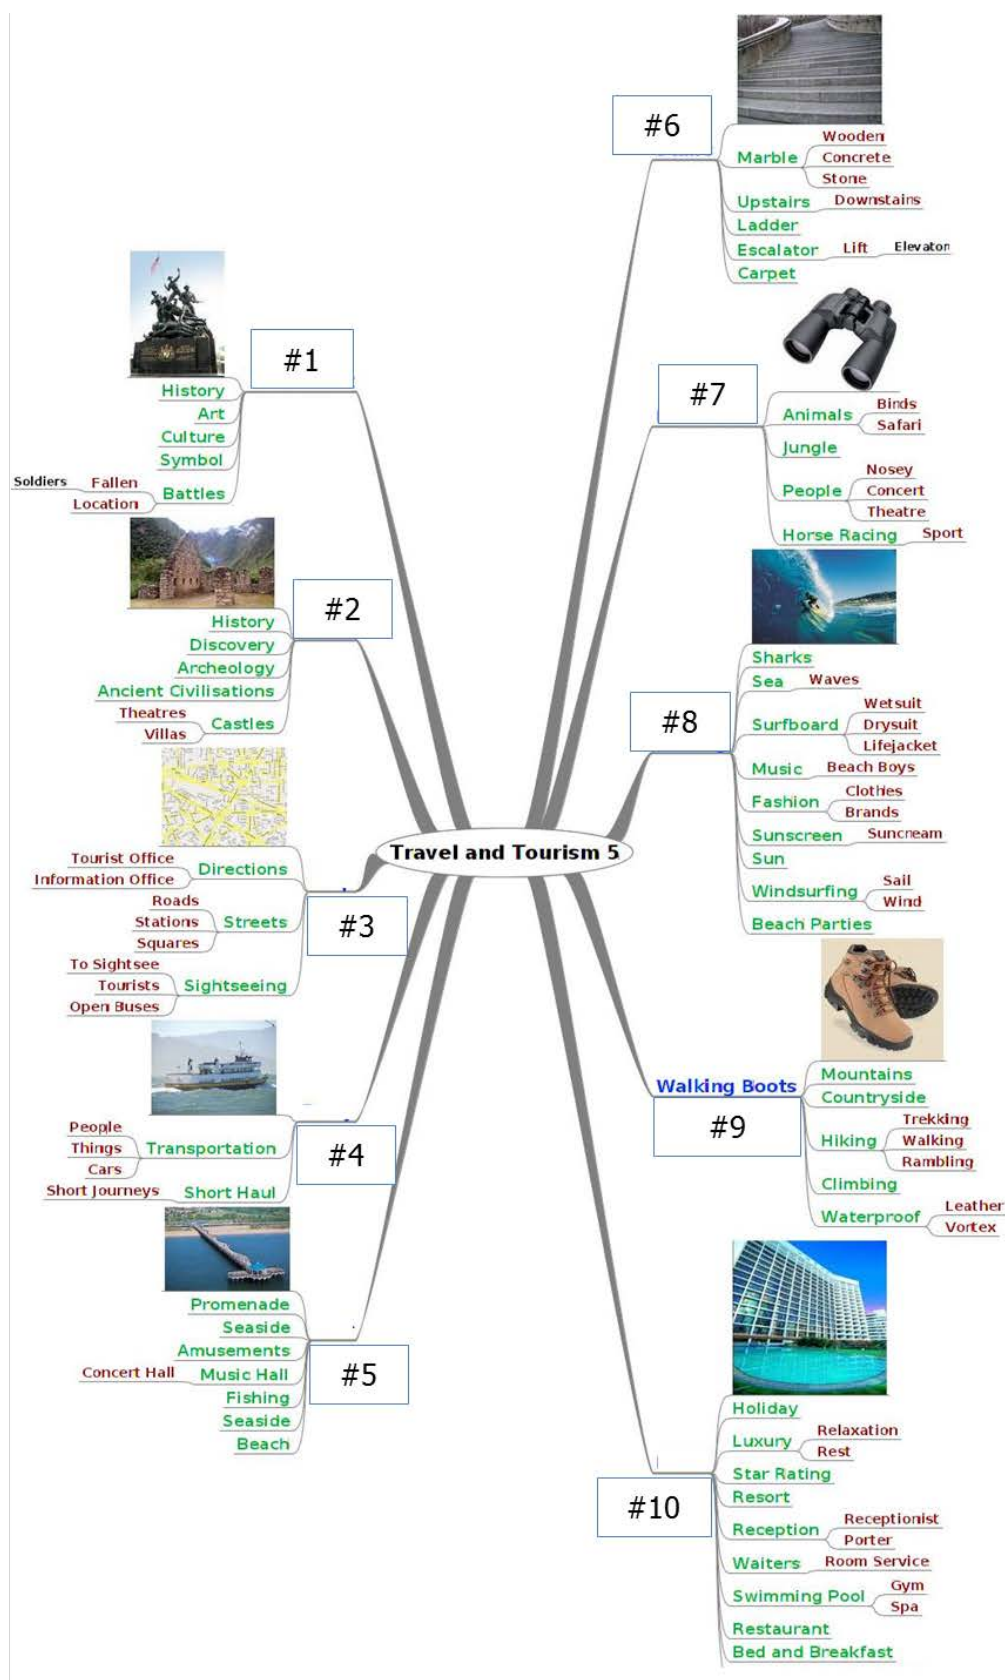 #6
Marble
Wooden
Concrete
Stone
Upstairs
Downstains
Ladder
Escalator
Lift
Elevator
Carpet
#1
History
Art
Culture
Symbol
Battles
Fallen
Soldiers
Location
#7
Animals
Birds
Safari
Jungle
People
Nosey
Concert
Theatre
Horse Racing
Sport
#2
History
Discovery
Archeology
Ancient Civilisations
Castles
Theatres
Villas
#8
Sharks
Sea
Waves
Surfboard
Wetsuit
Drysuit
Lifejacket
Music
Beach Boys
Fashion
Clothes
Brands
Sunscreen
Suncream
Sun
Windsurfing
Sail
Wind
Beach Parties
Travel and Tourism 5
#3
Directions
Tourist Office
Information Office
Streets
Roads
Stations
Squares
Sightseeing
To Sightsee
Tourists
Open Buses
Walking Boots
#9
Mountains
Countryside
Hiking
Trekking
Walking
Rambling
Climbing
Waterproof
Leather
Vortex
#4
Transportation
People
Things
Cars
Short Haul
Short Journeys
#5
Promenade
Seaside
Amusements
Music Hall
Concert Hall
Fishing
Seaside
Beach
#10
Holiday
Luxury
Relaxation
Rest
Star Rating
Resort
Reception
Receptionist
Porter
Waiters
Room Service
Swimming Pool
Gym
Spa
Restaurant
Bed and Breakfast